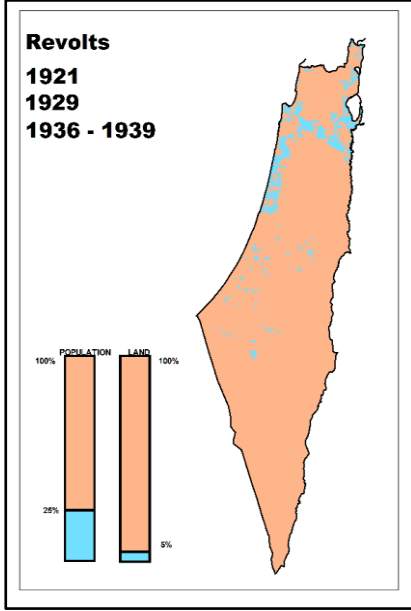 Revolts
1921
1929
1936 - 1939
POPULATION LAND
100% 100%
25%
5%